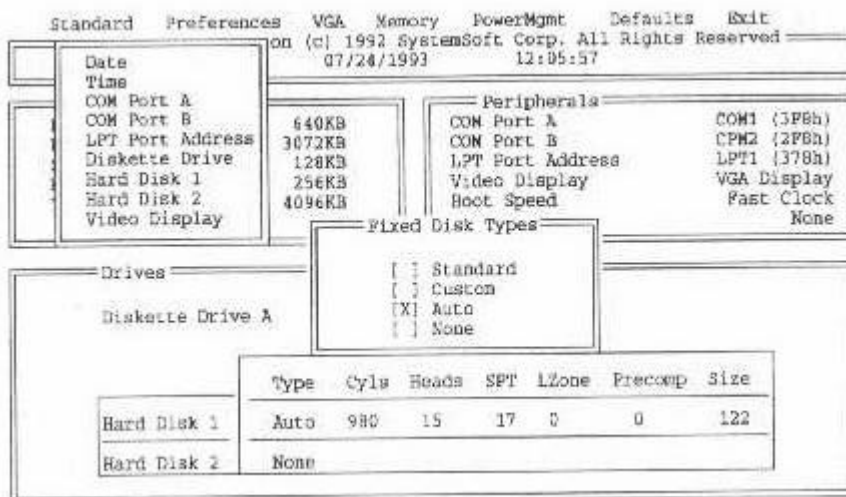 Standard Preferences VGA Memory PowerMgmt Defaults Exit
on (c) 1992 SystemSoft Corp. All Rights Reserved
07/24/1993 12:05:57
Date
Time
COM Port A
COM Port B
LPT Port Address
Diskette Drive
Hard Disk 1
Hard Disk 2
Video Display
640KB
3072KB
128KB
256KB
4096KB
Peripherals
COM Port A COM1 (3F8h)
COM Port B CPM2 (2F8h)
LPT Port Address LPT1 (378h)
Video Display VGA Display
Boot Speed Fast Clock
None
Fixed Disk Types
[ ] Standard
[ ] Custom
[X] Auto
[ ] None
Drives
Diskette Drive A
Type Cyls Heads SPT LZone Precomp Size
Hard Disk 1 Auto 980 15 17 0 0 122
Hard Disk 2 None